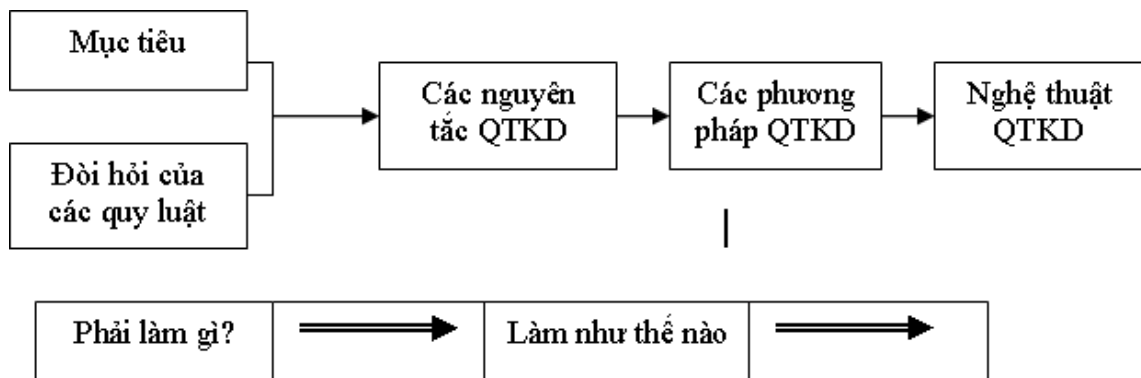 Mục tiêu
Đòi hỏi của
các quy luật
Các nguyên
tắc QTKD
Các phương
pháp QTKD
Nghệ thuật
QTKD
Phải làm gì?
Làm như thế nào